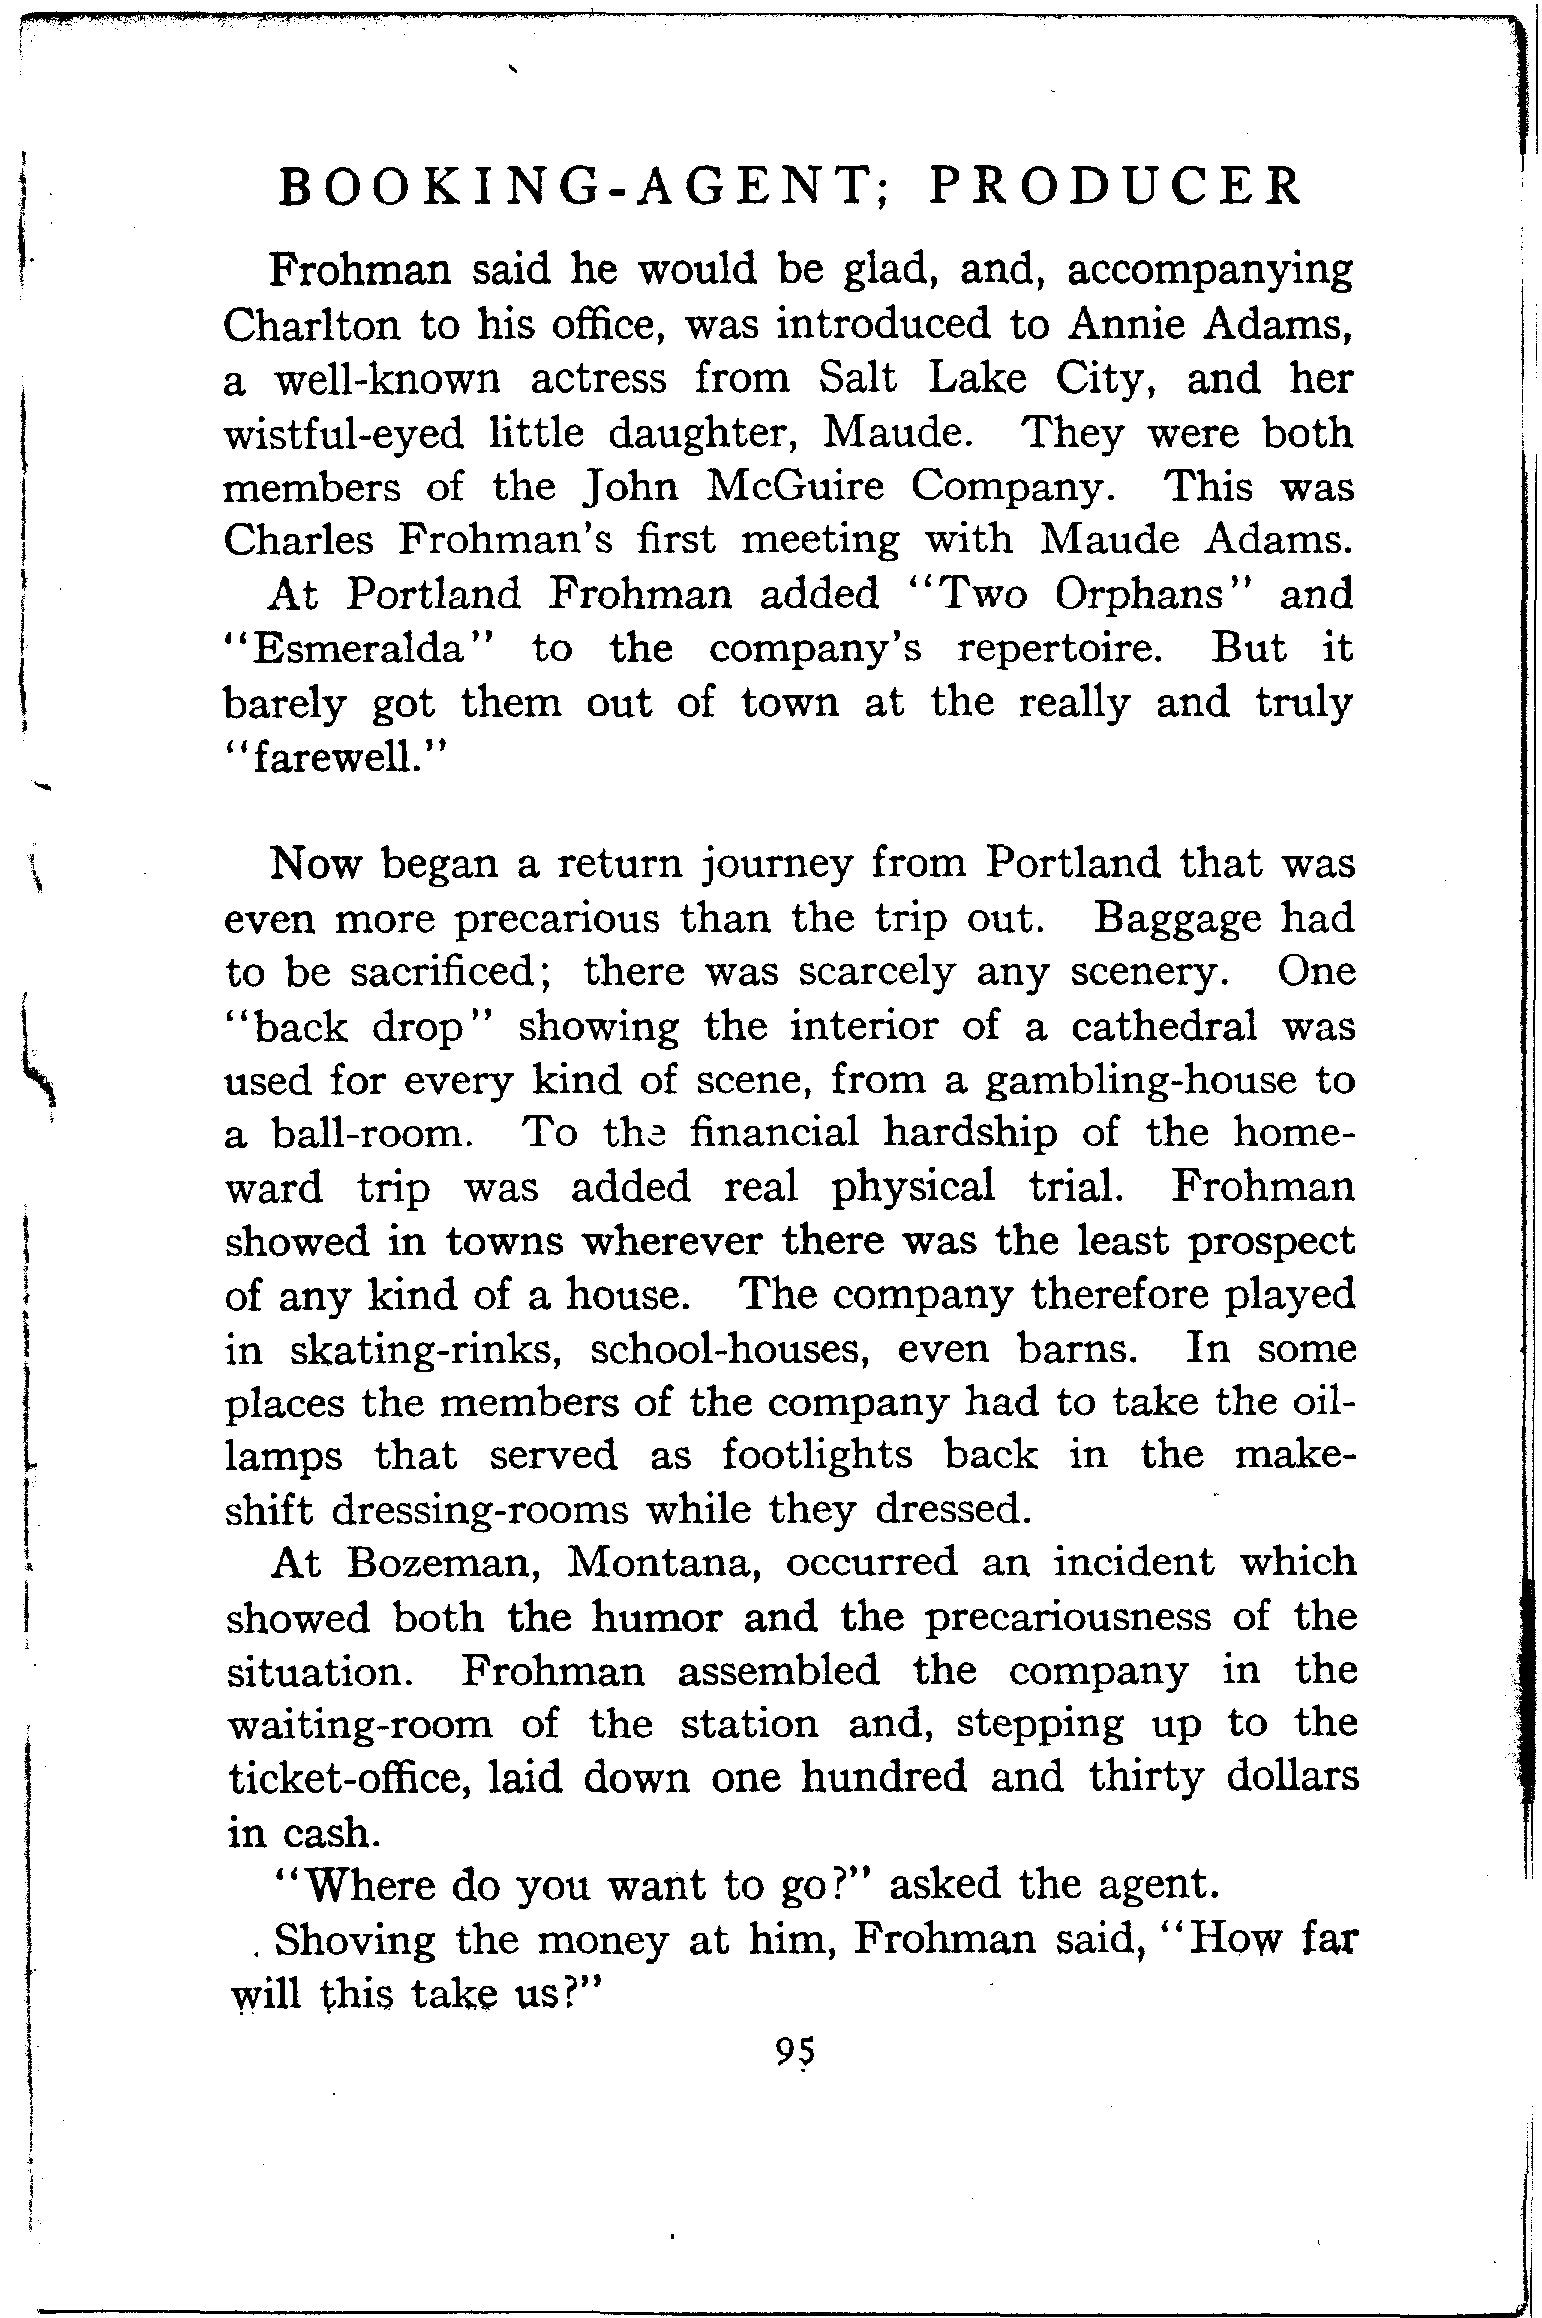 BOOKING-AGENT; PRODUCER
Frohman said he would be glad, and, accompanying
Charlton to his office, was introduced to Annie Adams,
a well-known actress from Salt Lake City, and her
wistful-eyed little daughter, Maude. They were both
members of the John McGuire Company. This was
Charles Frohman's first meeting with Maude Adams.
At Portland Frohman added "Two Orphans" and
"Esmeralda" to the company's repertoire. But it
barely got them out of town at the really and truly
"farewell."
Now began a return journey from Portland that was
even more precarious than the trip out. Baggage had
to be sacrificed; there was scarcely any scenery. One
"back drop" showing the interior of a cathedral was
used for every kind of scene, from a gambling-house to
a ball-room. To the financial hardship of the home-
ward trip was added real physical trial. Frohman
showed in towns wherever there was the least prospect
of any kind of a house. The company therefore played
in skating-rinks, school-houses, even barns. In some
places the members of the company had to take the oil-
lamps that served as footlights back in the make-
shift dressing-rooms while they dressed.
At Bozeman, Montana, occurred an incident which
showed both the humor and the precariousness of the
situation. Frohman assembled the company in the
waiting-room of the station and, stepping up to the
ticket-office, laid down one hundred and thirty dollars
in cash.
"Where do you want to go?" asked the agent.
Shoving the money at him, Frohman said, "How far
will this take us?"
95